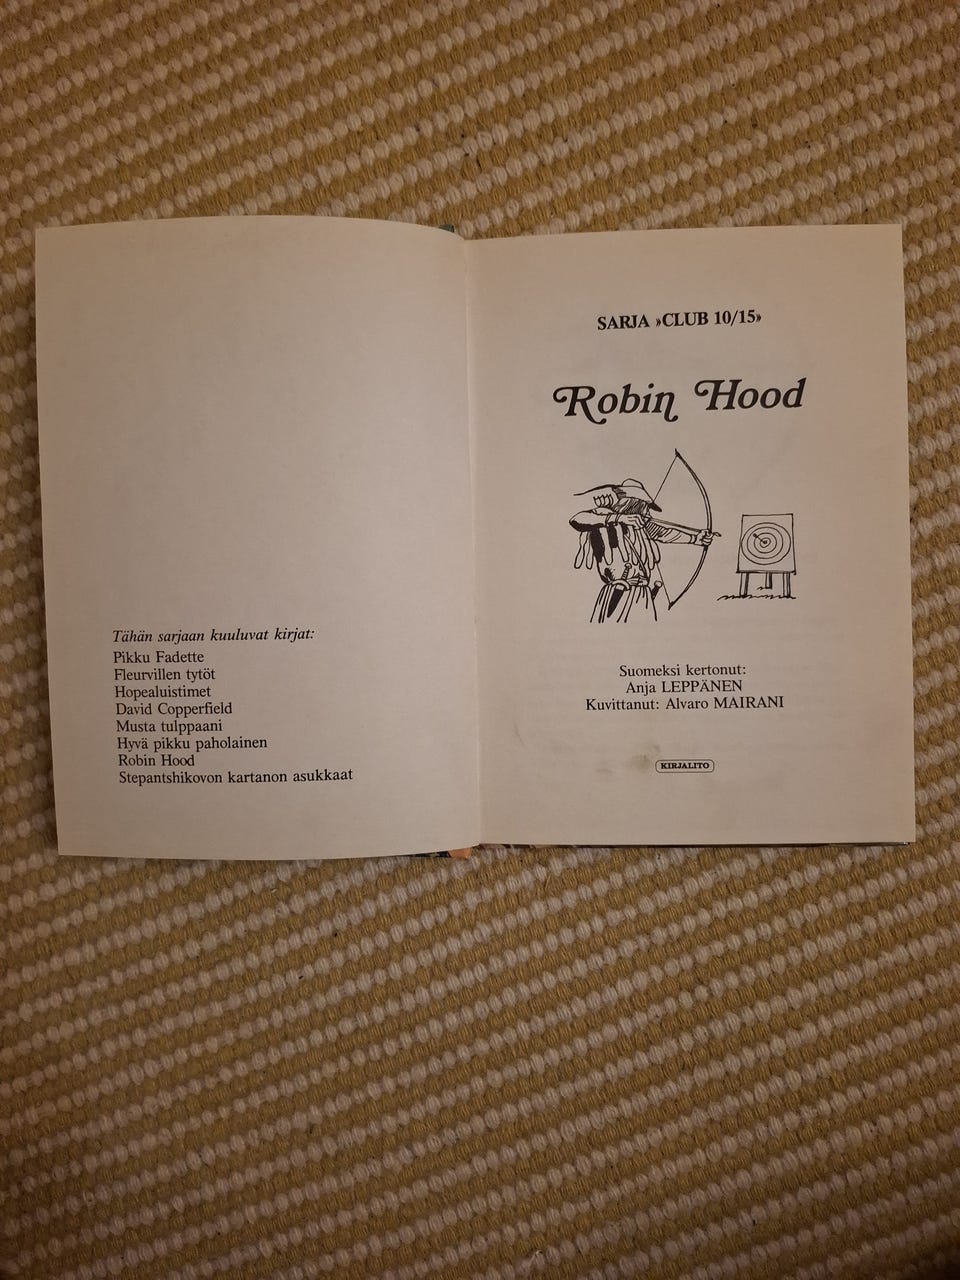 Tähän sarjaan kuuluvat kirjat:
Pikku Fadette
Fleurvillen tytöt
Hopealuistimet
David Copperfield
Musta tulppaani
Hyvä pikku paholainen
Robin Hood
Stepantshikovon kartanon asukkaat
SARJA »CLUB 10/15»
Robin Hood
Suomeksi kertonut:
Anja LEPPÄNEN
Kuvittanut: Alvaro MAIRANI
KIRJALITO